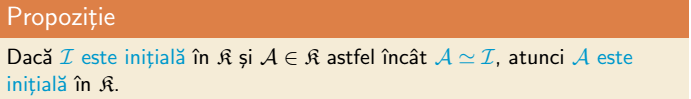 Propoziție
Dacă ℐ este inițială în 𝔎 și 𝒜 ∈ 𝔎 astfel încât 𝒜 ≃ ℐ, atunci 𝒜 este
inițială în 𝔎.